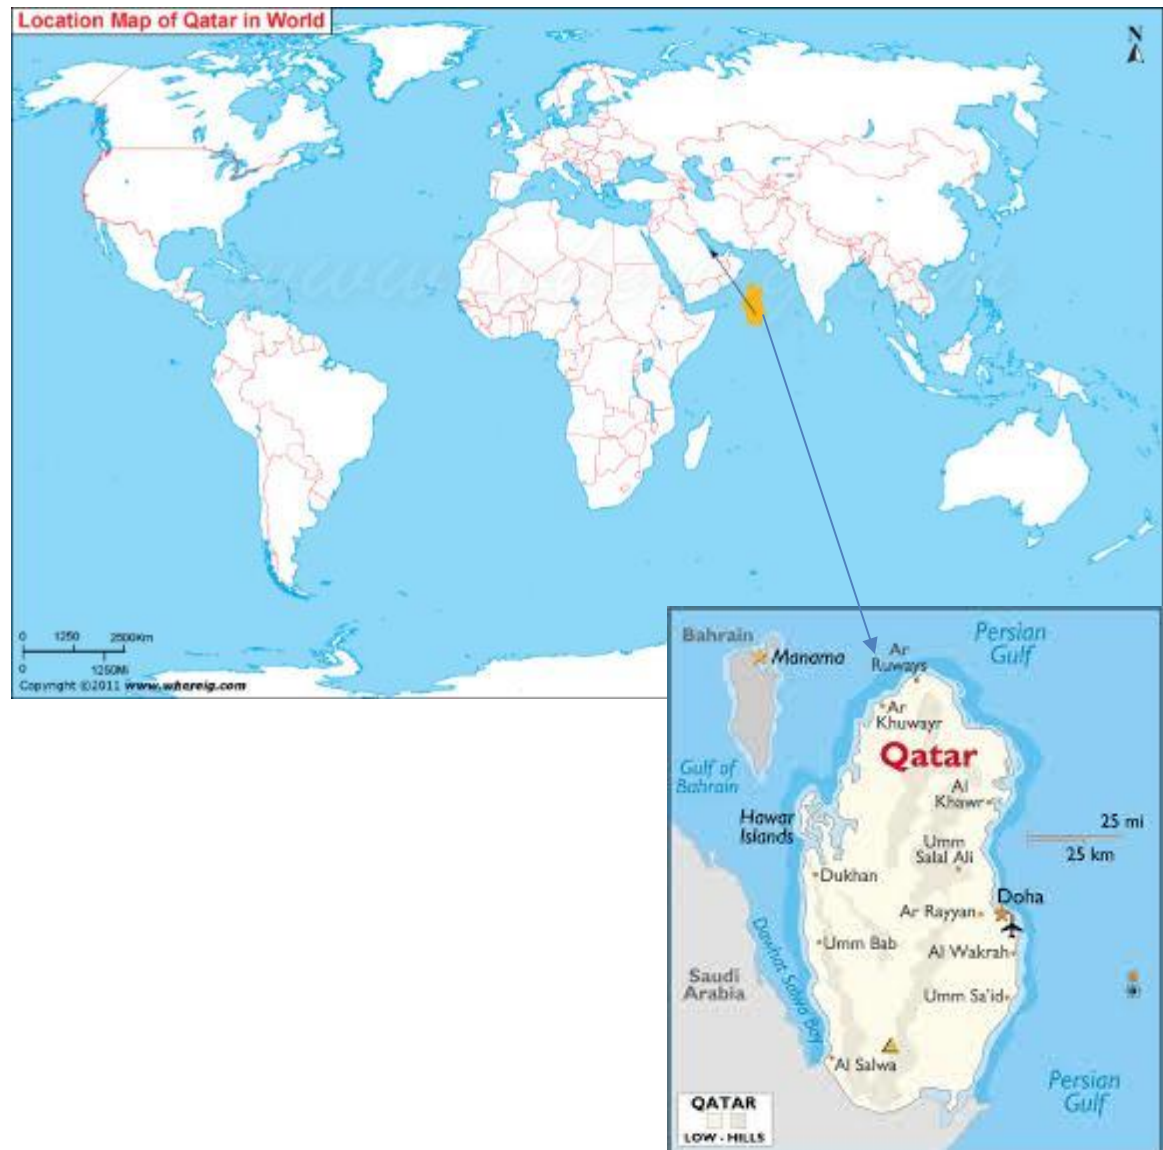 Location Map of Qatar in World
N
0 1250 2500Km
0 1250Mi
Copyright ©2011 www.whereig.com
Bahrain
Manama
Persian
Gulf
Ar
Ruways
Ar
Khuwayr
Qatar
Gulf of
Bahrain
Al
Khawr
Hawar
Islands
25 mi
25 km
Umm
Salal Ali
Dukhan
Doha
Ar Rayyan
Dawhat Salwa Bay
Umm Bab
Al Wakrah
Saudi
Arabia
Umm Sa'id
Al Salwa
Persian
Gulf
QATAR
LOW - HILLS